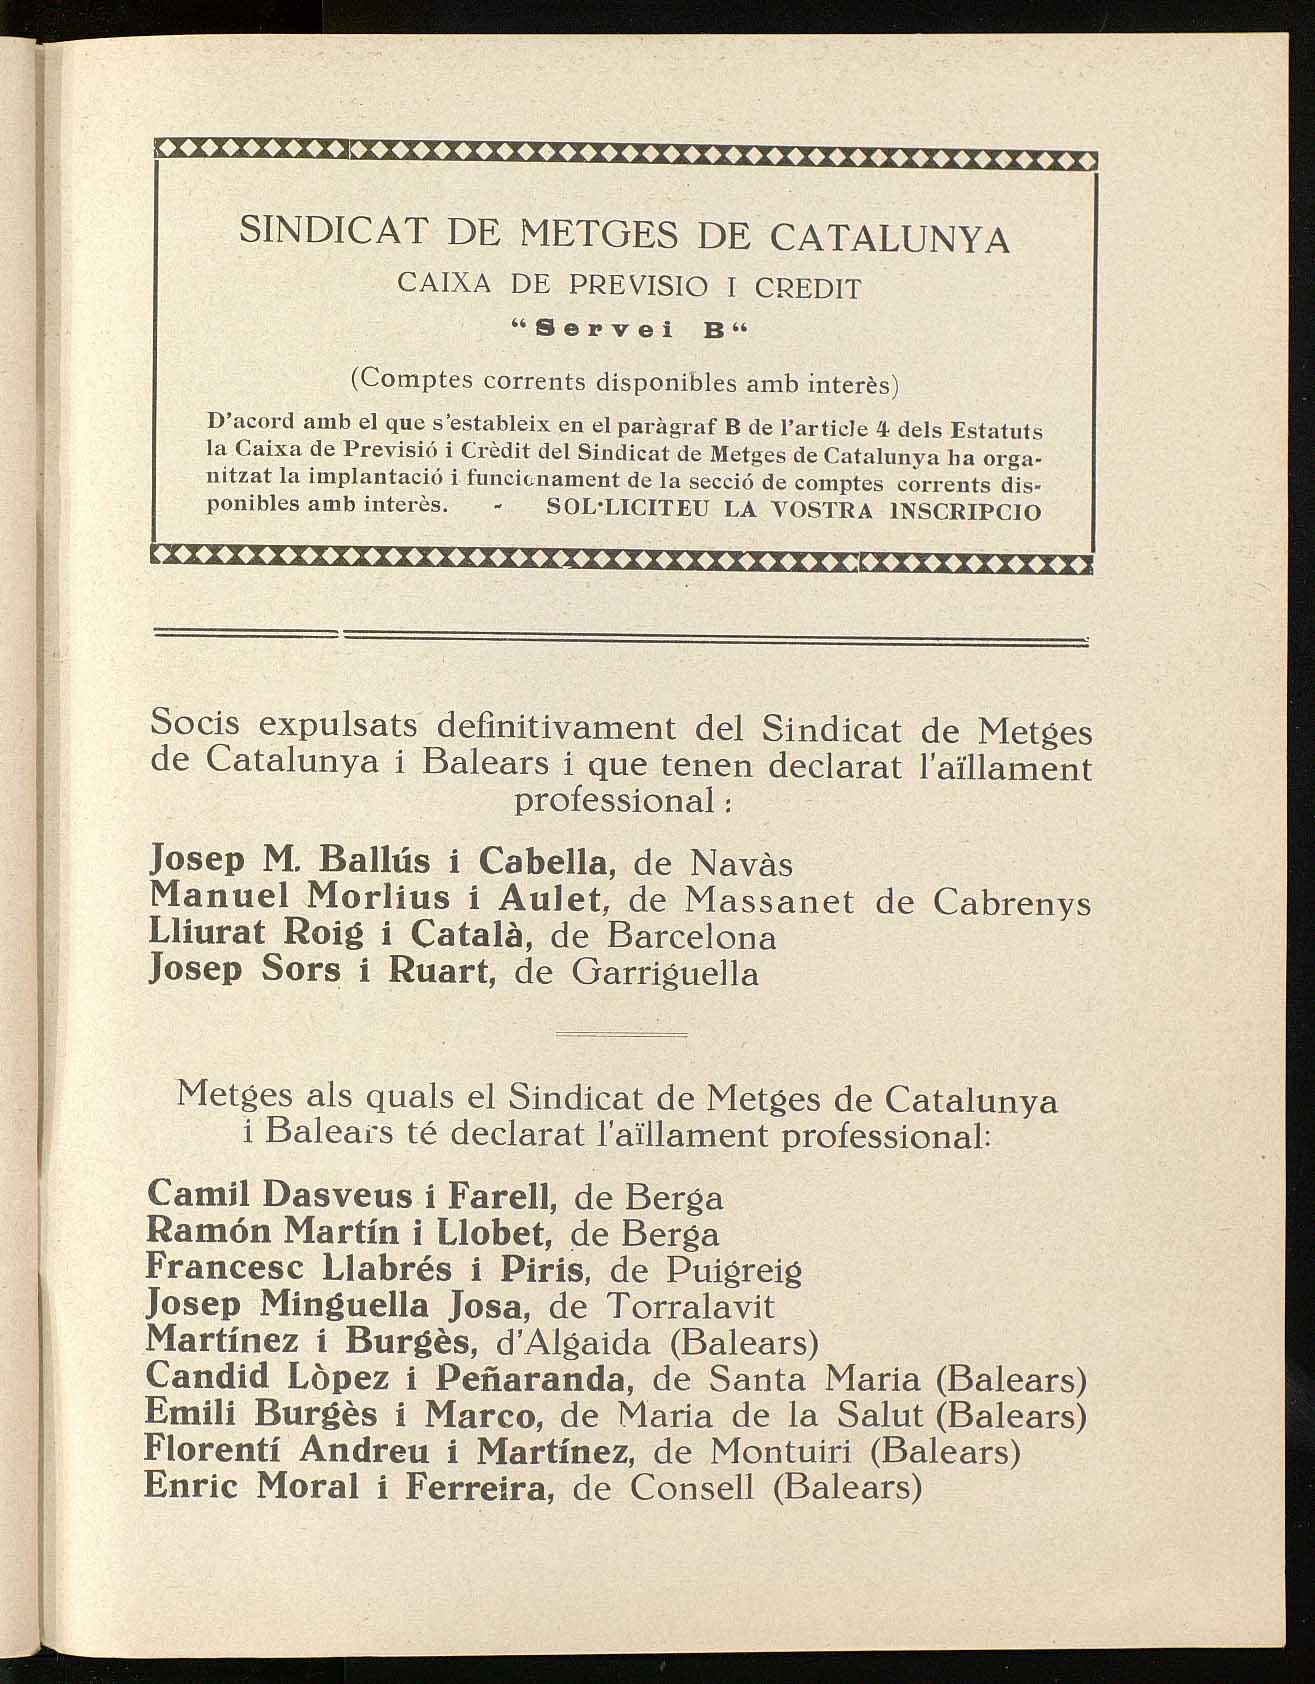 SINDICAT DE METGES DE CATALUNYA
CAIXA DE PREVISIO I CREDIT
“Servei B“
(Comptes corrents disponibles amb interès)
D'acord amb el que s'estableix en el paràgraf B de l'article 4 dels Estatuts
la Caixa de Previsió i Crèdit del Sindicat de Metges de Catalunya ha orga-
nitzat la implantació i funcionament de la secció de comptes corrents dis-
ponibles amb interès. - SOL·LICITEU LA VOSTRA INSCRIPCIO
Socis expulsats definitivament del Sindicat de Metges
de Catalunya i Balears i que tenen declarat l'aïllament
professional :
Josep M. Ballús i Cabella, de Navàs
Manuel Morlius i Aulet, de Massanet de Cabrenys
Lliurat Roig i Català, de Barcelona
Josep Sors i Ruart, de Garriguella
Metges als quals el Sindicat de Metges de Catalunya
i Balears té declarat l'aïllament professional:
Camil Dasveus i Farell, de Berga
Ramón Martín i Llobet, de Berga
Francesc Llabrés i Piris, de Puigreig
Josep Minguella Josa, de Torralavit
Martínez i Burgès, d'Algaida (Balears)
Candid Lòpez i Peñaranda, de Santa Maria (Balears)
Emili Burgès i Marco, de Maria de la Salut (Balears)
Florentí Andreu i Martínez, de Montuiri (Balears)
Enric Moral i Ferreira, de Consell (Balears)